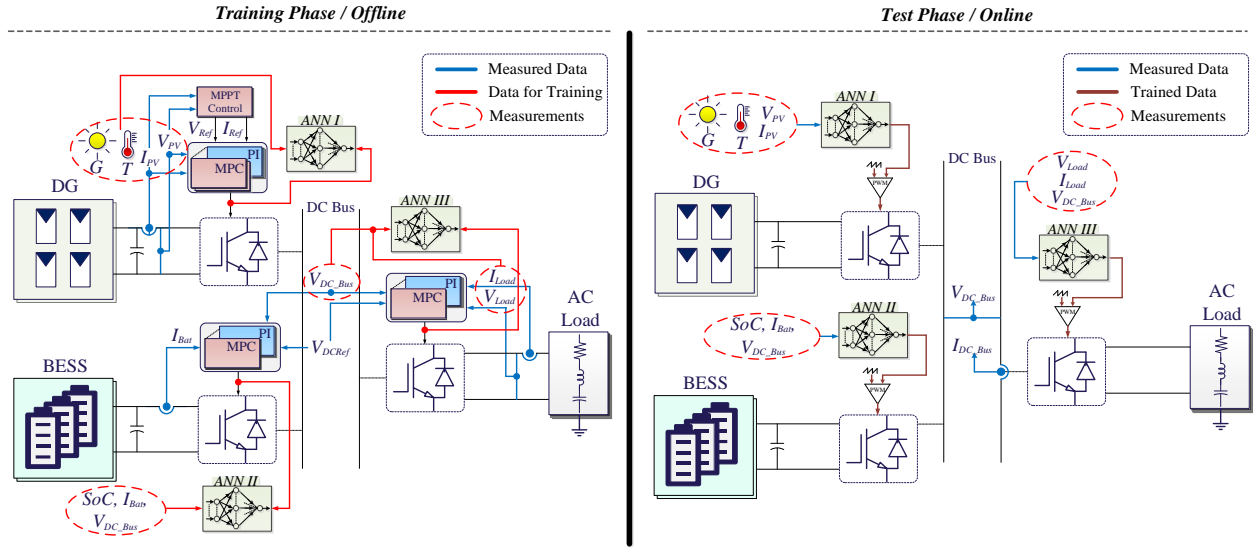 Training Phase / Offline
Measured Data
Data for Training
Measurements
MPPT
Control
V_Ref
I_Ref
ANN I
V_PV
I_PV
G
T
PI
MPC
DG
DC Bus
ANN III
V_DC_Bus
PI
MPC
I_Load
V_Load
AC
Load
I_Bat
PI
MPC
V_DCRef
BESS
SoC, I_Bat,
V_DC_Bus
ANN II
Test Phase / Online
Measured Data
Trained Data
Measurements
ANN I
V_PV
I_PV
G
T
PWM
DG
DC Bus
V_Load
I_Load
V_DC_Bus
ANN III
PWM
V_DC_Bus
I_DC_Bus
AC
Load
SoC, I_Bat,
V_DC_Bus
ANN II
PWM
BESS